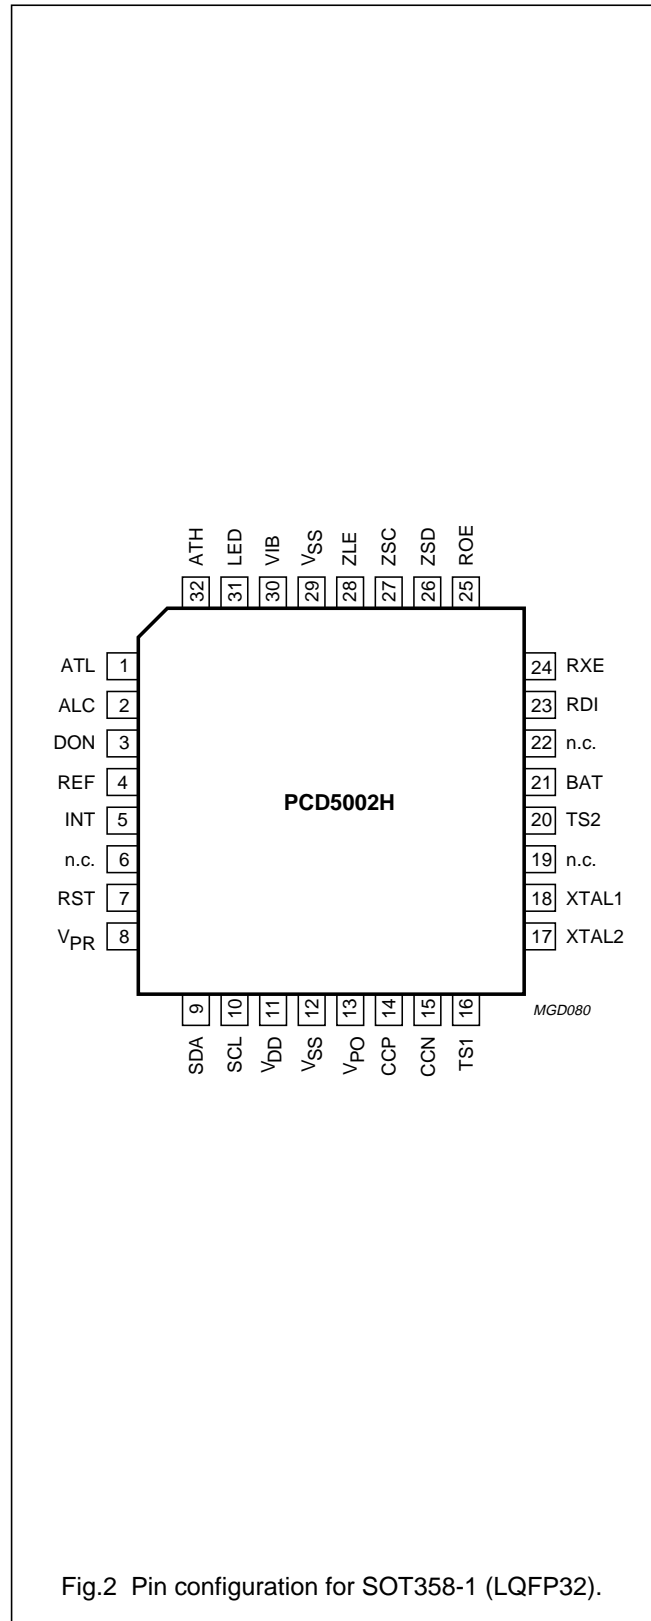 ATH
LED
VIB
VSS
ZLE
ZSC
ZSD
ROE
32
31
30
29
28
27
26
25
ATL 1
ALC 2
DON 3
REF 4
INT 5
n.c. 6
RST 7
VPR 8
PCD5002H
24 RXE
23 RDI
22 n.c.
21 BAT
20 TS2
19 n.c.
18 XTAL1
17 XTAL2
9
10
11
12
13
14
15
16
SDA
SCL
VDD
VSS
VPO
CCP
CCN
TS1
MGD080
Fig.2 Pin configuration for SOT358-1 (LQFP32).